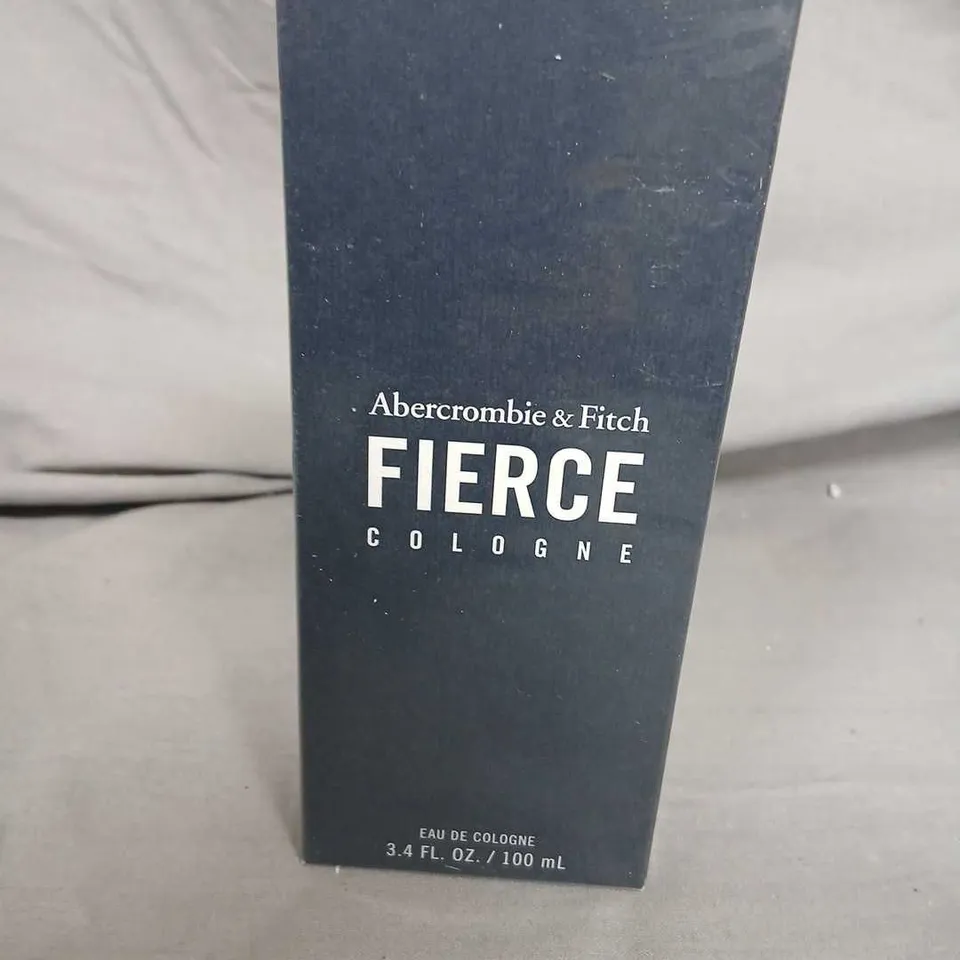 Abercrombie & Fitch
FIERCE
COLOGNE
EAU DE COLOGNE
3.4 FL. OZ. / 100 mL